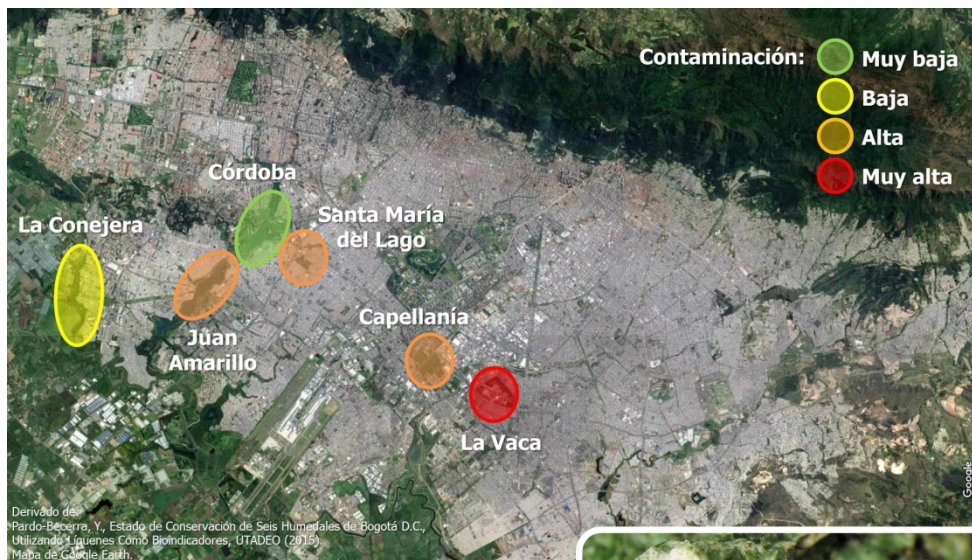 Contaminación:
Muy baja
Baja
Alta
Muy alta
Córdoba
La Conejera
Santa María
del Lago
Juan
Amarillo
Capellanía
La Vaca
Google
Derivado de:
Pardo-Becerra, Y., Estado de Conservación de Seis Humedales de Bogotá D.C.,
Utilizando Líquenes Cómo Bioindicadores, UTADEO (2015).
Mapa de Google Earth.